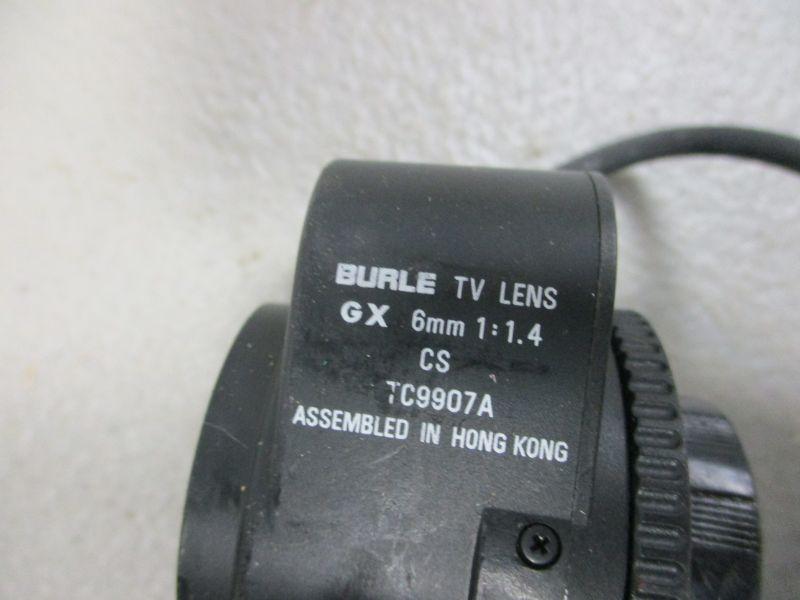 BURLE TV LENS
GX 6mm 1:1.4
CS
TC9907A
ASSEMBLED IN HONG KONG